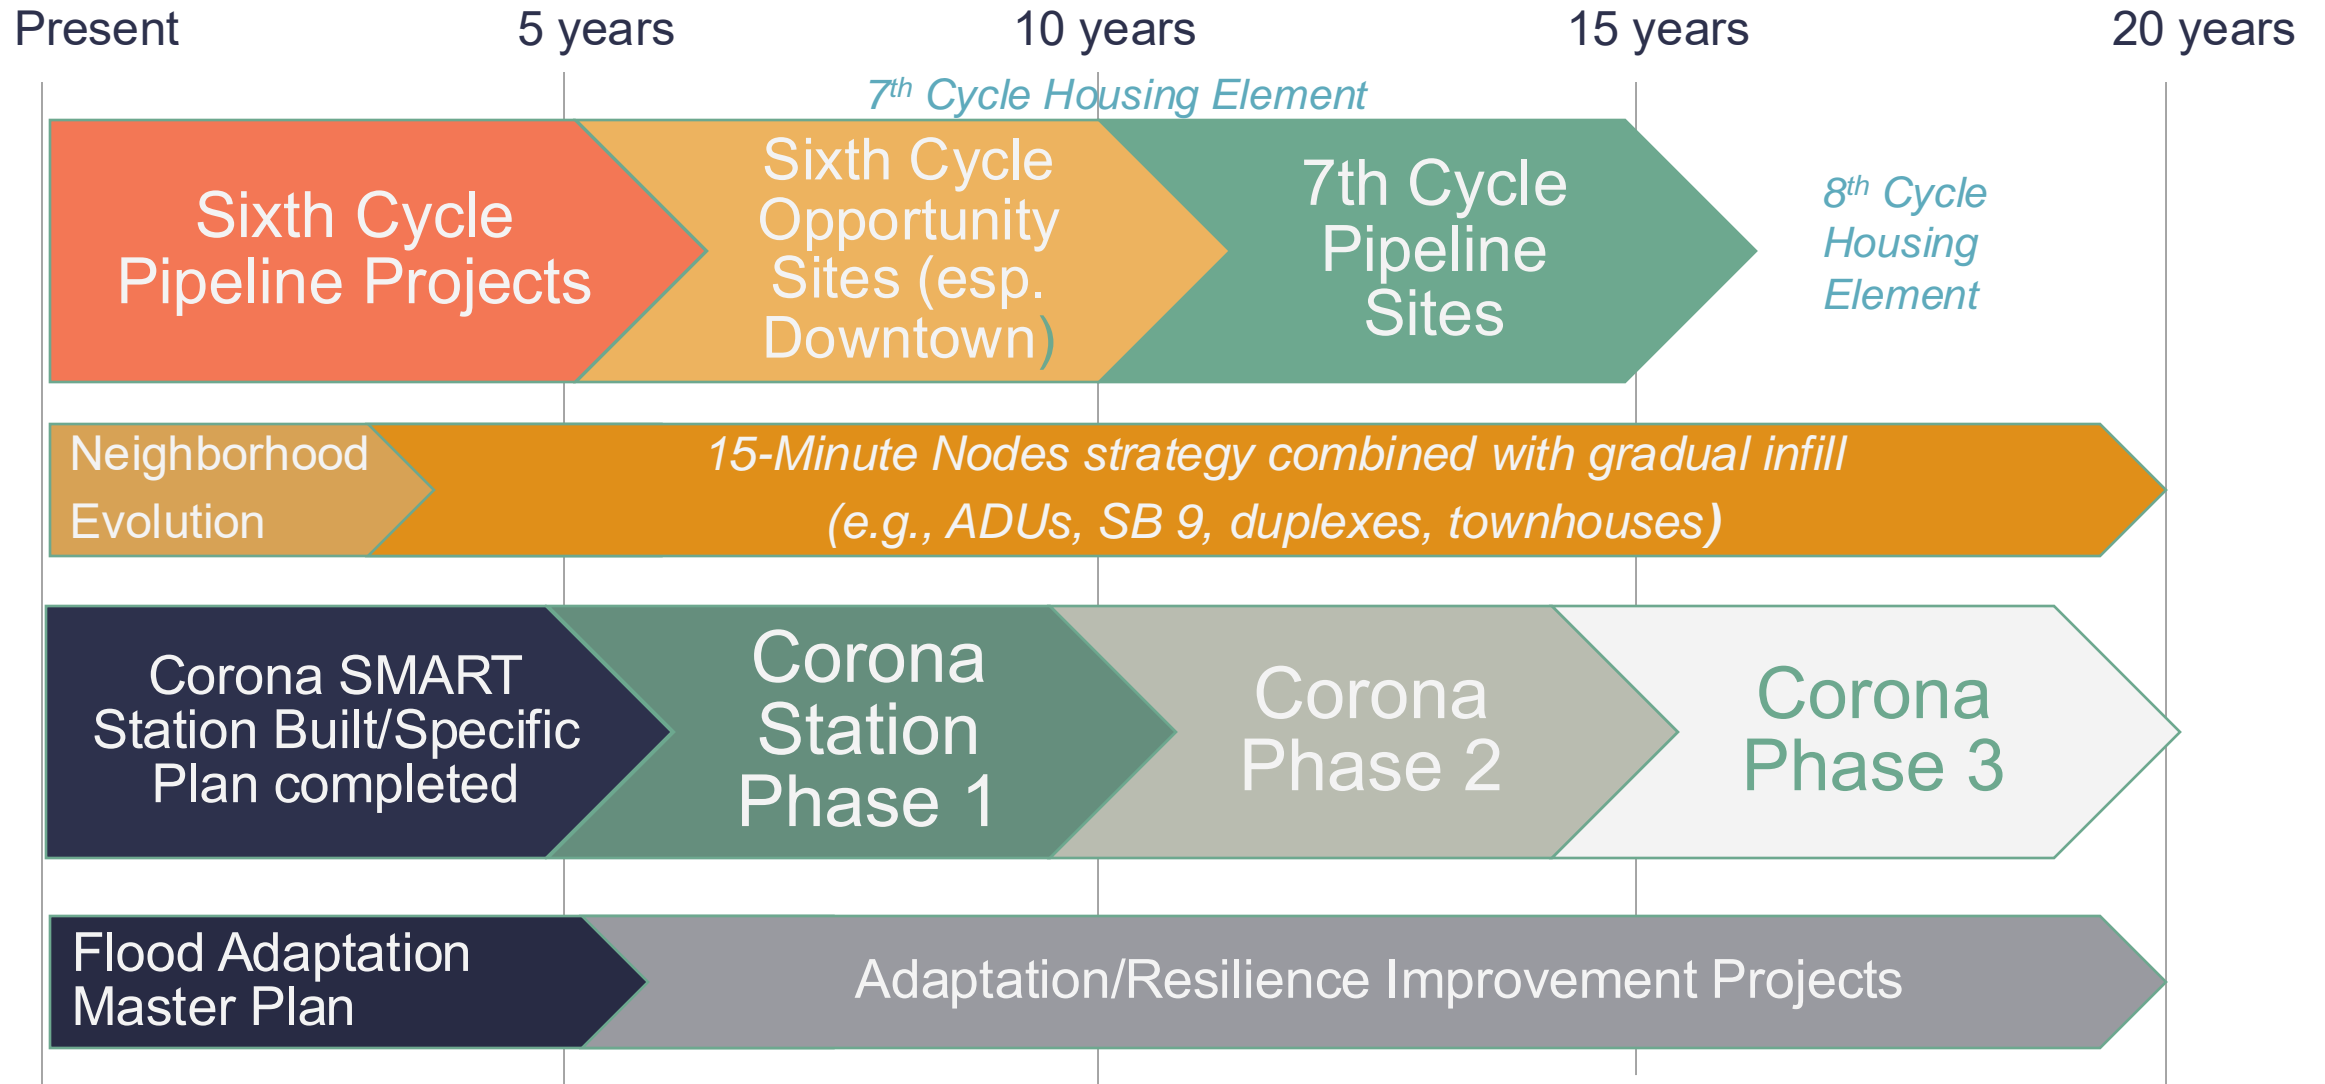 Present
5 years
10 years
15 years
20 years
7th Cycle Housing Element
Sixth Cycle
Pipeline Projects
Sixth Cycle
Opportunity
Sites (esp.
Downtown)
7th Cycle
Pipeline
Sites
8th Cycle
Housing
Element
Neighborhood
Evolution
15-Minute Nodes strategy combined with gradual infill
(e.g., ADUs, SB 9, duplexes, townhouses)
Corona SMART
Station Built/Specific
Plan completed
Corona
Station
Phase 1
Corona
Phase 2
Corona
Phase 3
Flood Adaptation
Master Plan
Adaptation/Resilience Improvement Projects